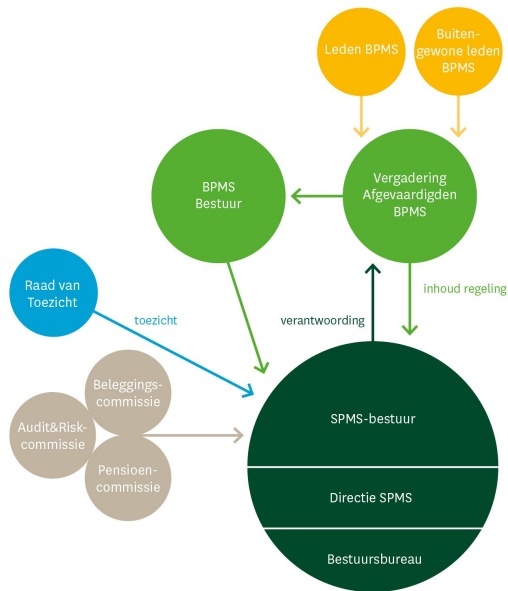 Leden BPMS
Buiten-
gewone leden
BPMS
BPMS
Bestuur
Vergadering
Afgevaardigden
BPMS
Raad van
Toezicht
toezicht
verantwoording
inhoud regeling
Beleggings-
commissie
Audit&Risk-
commissie
Pensioen-
commissie
SPMS-bestuur
Directie SPMS
Bestuursbureau